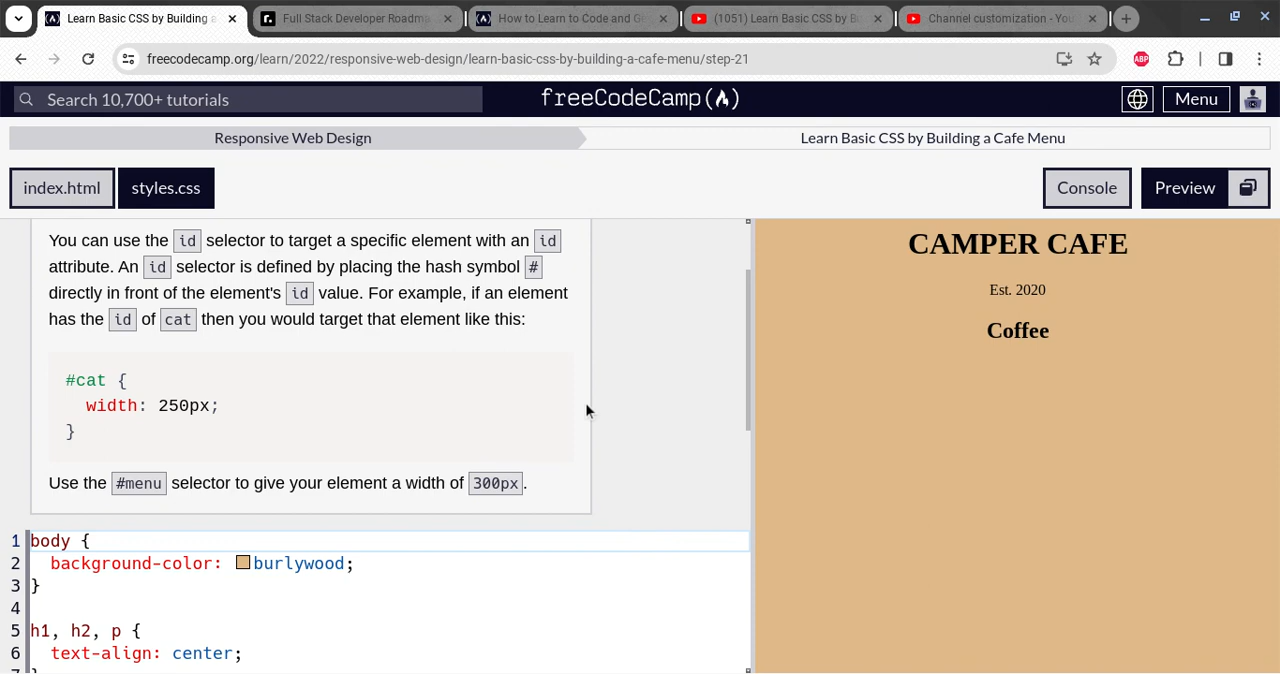 Learn Basic CSS by Building a
Full Stack Developer Roadma
How to Learn to Code and Ge
(1051) Learn Basic CSS by Bu
Channel customization - You
freecodecamp.org/learn/2022/responsive-web-design/learn-basic-css-by-building-a-cafe-menu/step-21
ABP
Search 10,700+ tutorials
freeCodeCamp
Menu
Responsive Web Design
Learn Basic CSS by Building a Cafe Menu
index.html
styles.css
Console
Preview
You can use the id selector to target a specific element with an id
attribute. An id selector is defined by placing the hash symbol #
directly in front of the element's id value. For example, if an element
has the id of cat then you would target that element like this:
#cat {
width: 250px;
}
Use the #menu selector to give your element a width of 300px.
1 body {
2 background-color: burlywood;
3 }
4
5 h1, h2, p {
6 text-align: center;
7 }
CAMPER CAFE
Est. 2020
Coffee